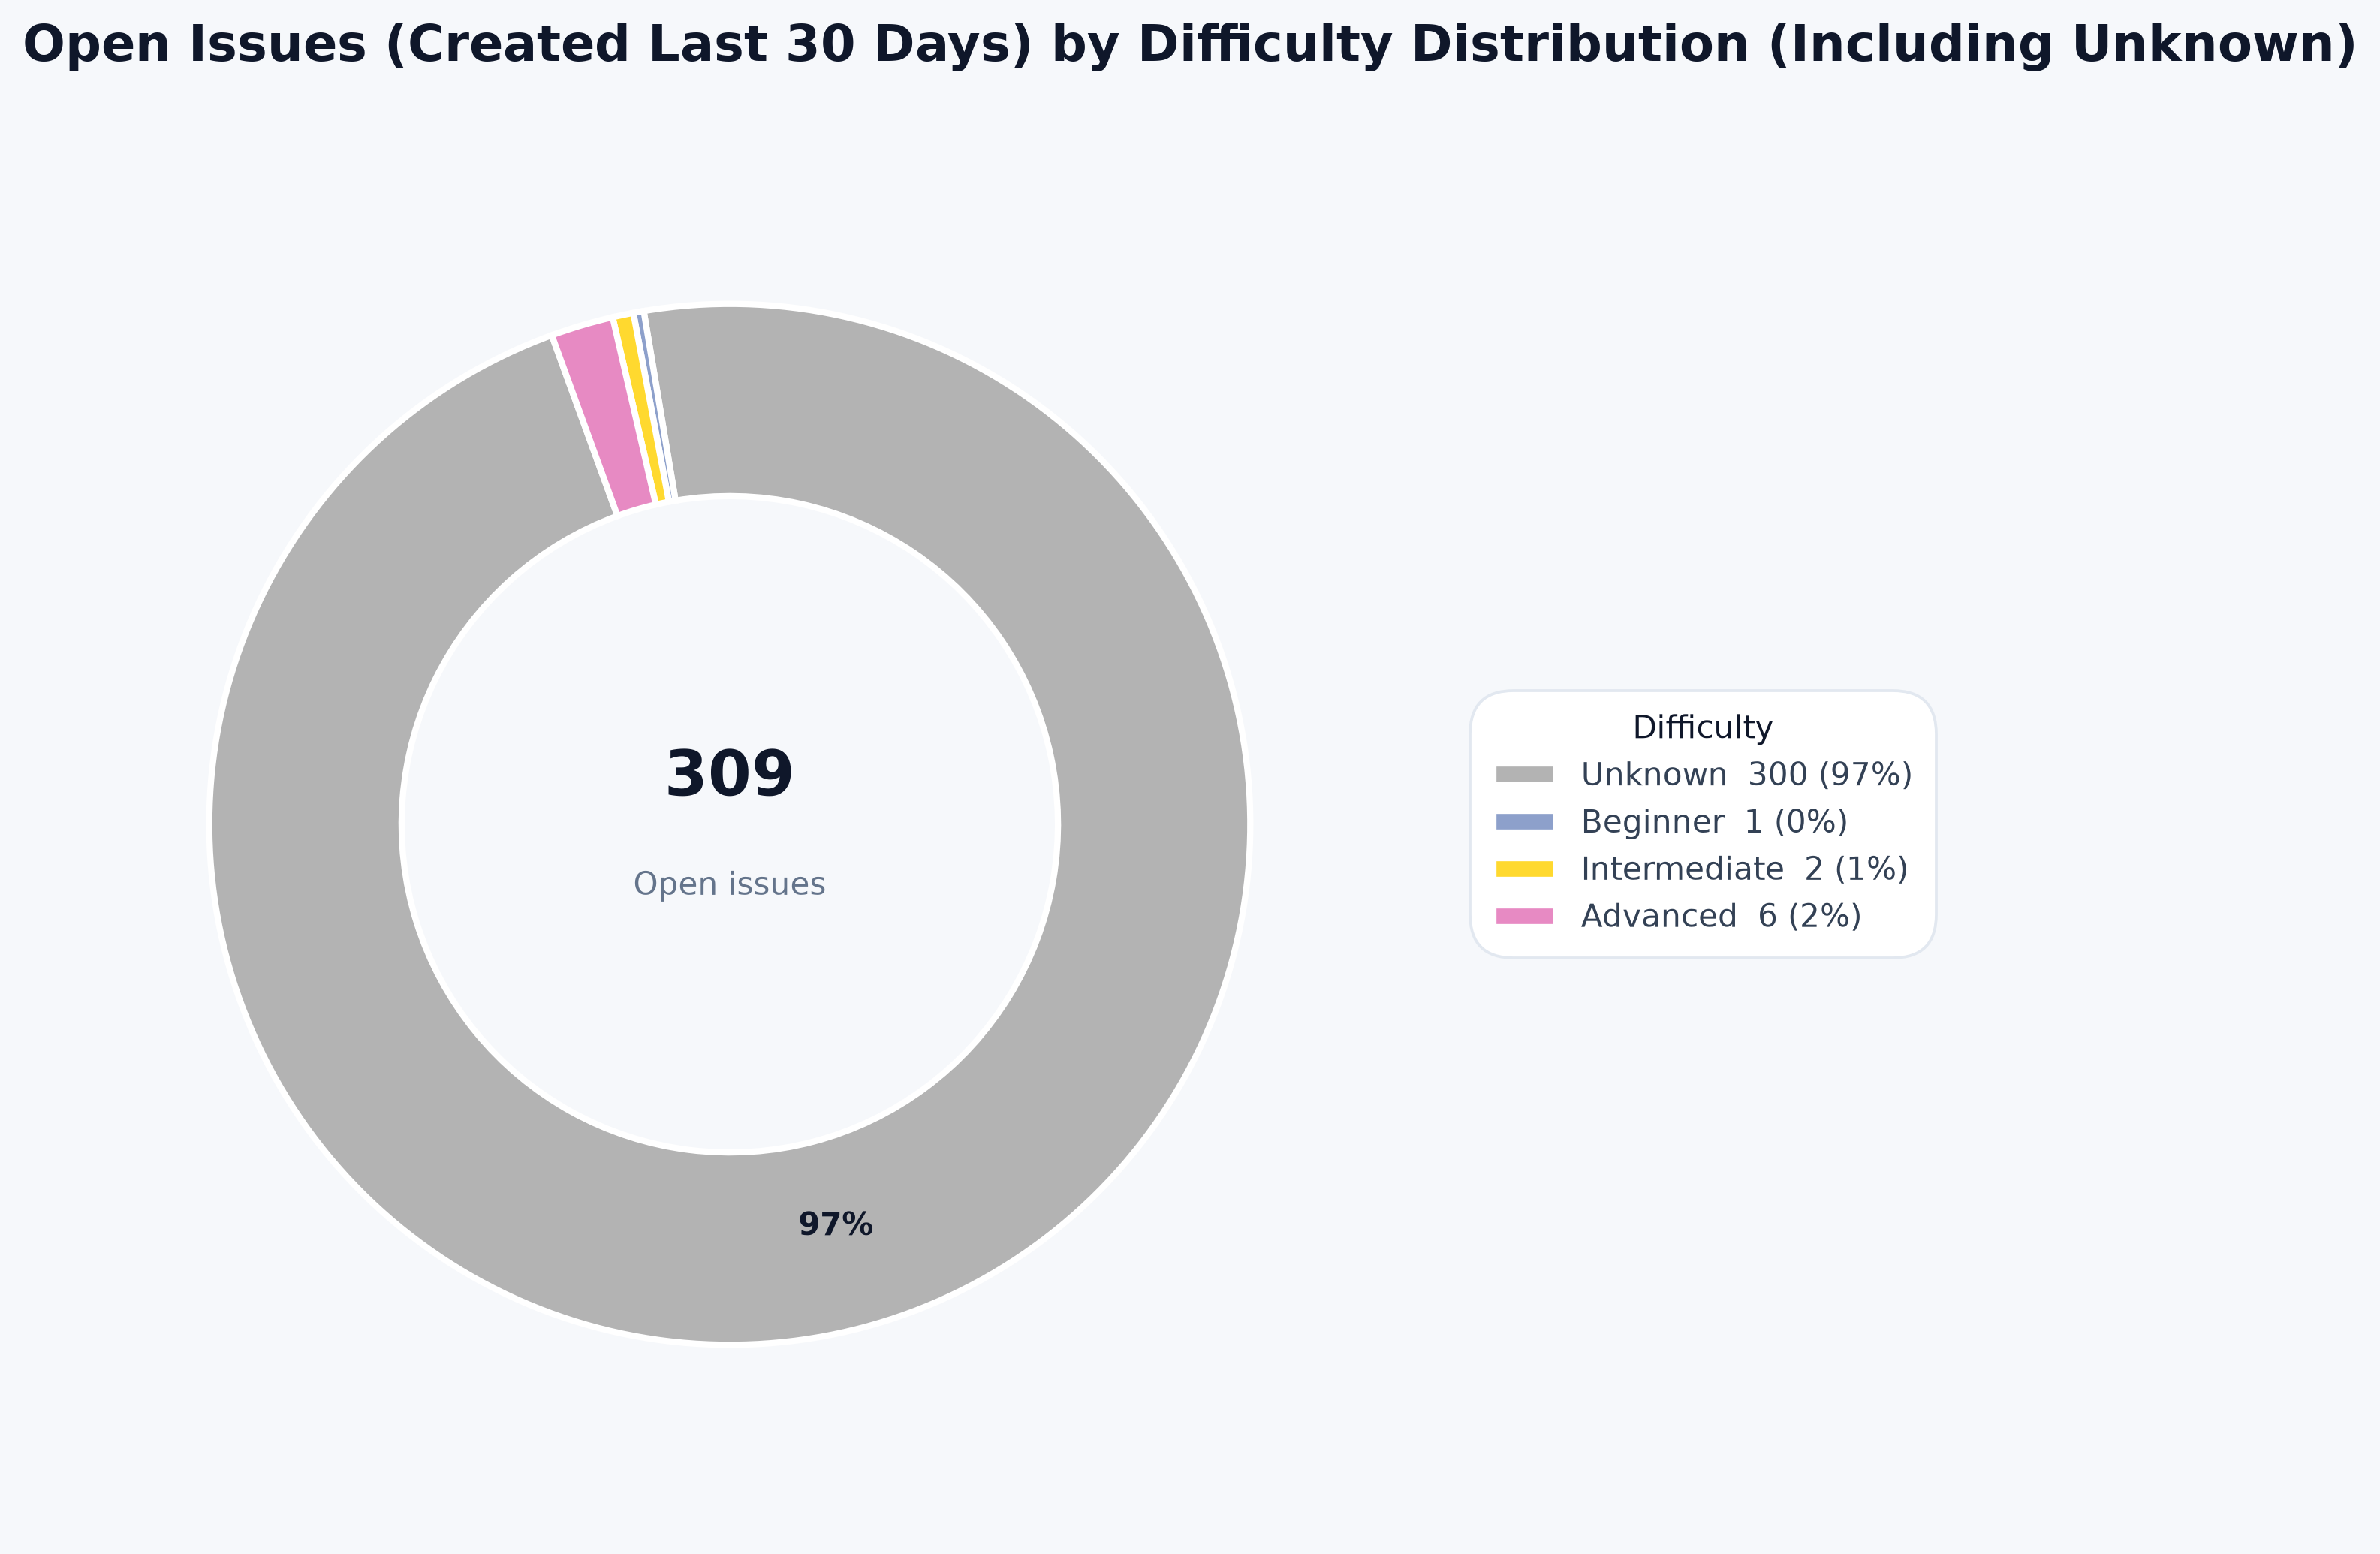 Open Issues (Created Last 30 Days) by Difficulty Distribution (Including Unknown)
309
Open issues
97%
Difficulty
Unknown  300 (97%)
Beginner  1 (0%)
Intermediate  2 (1%)
Advanced  6 (2%)